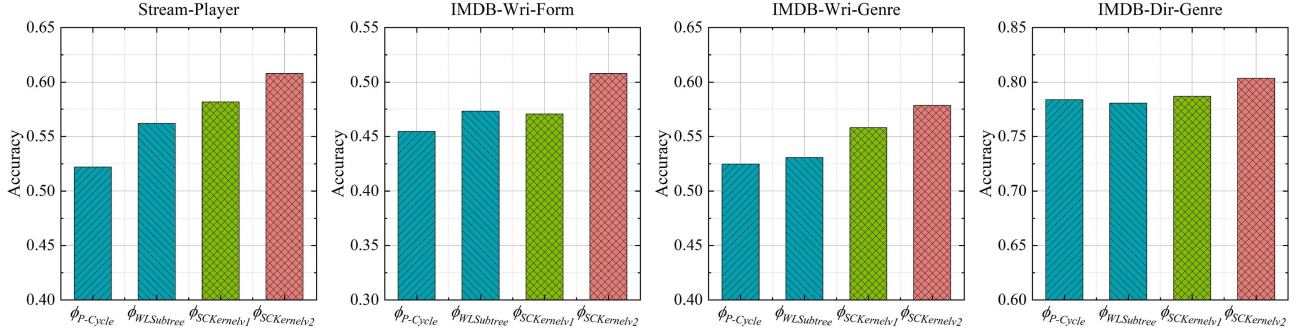 Stream-Player
Accuracy
0.65
0.60
0.55
0.50
0.45
0.40
ϕP-Cycle ϕWLSubtree ϕSCKernelv1 ϕSCKernelv2
IMDB-Wri-Form
Accuracy
0.55
0.50
0.45
0.40
0.35
0.30
ϕP-Cycle ϕWLSubtree ϕSCKernelv1 ϕSCKernelv2
IMDB-Wri-Genre
Accuracy
0.65
0.60
0.55
0.50
0.45
0.40
ϕP-Cycle ϕWLSubtree ϕSCKernelv1 ϕSCKernelv2
IMDB-Dir-Genre
Accuracy
0.85
0.80
0.75
0.70
0.65
0.60
ϕP-Cycle ϕWLSubtree ϕSCKernelv1 ϕSCKernelv2